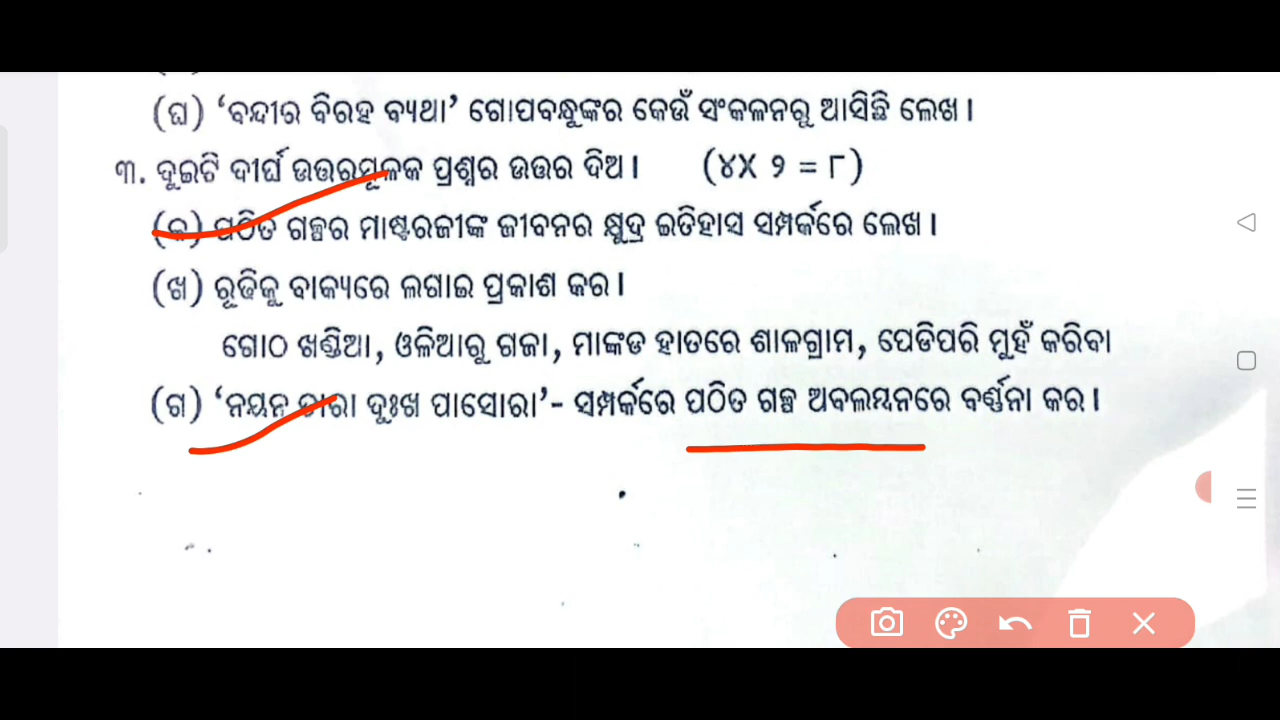 (ଘ) ‘ବନ୍ଦୀର ବିରହ ବ୍ୟଥା’ ଗୋପବନ୍ଧୁଙ୍କର କେଉଁ ସଂକଳନରୁ ଆସିଛି ଲେଖ।
୩. ଦୁଇଟି ଦୀର୍ଘ ଉତ୍ତରମୂଳକ ପ୍ରଶ୍ନର ଉତ୍ତର ଦିଅ। (୪X ୨ = ୮)
(କ) ପଠିତ ଗଳ୍ପର ମାଷ୍ଟରଜୀଙ୍କ ଜୀବନର କ୍ଷୁଦ୍ର ଇତିହାସ ସମ୍ପର୍କରେ ଲେଖ।
(ଖ) ରୂଢିକୁ ବାକ୍ୟରେ ଲଗାଇ ପ୍ରକାଶ କର।
ଗୋଠ ଖଣ୍ଡିଆ, ଓଳିଆରୁ ଗଜା, ମାଙ୍କଡ ହାତରେ ଶାଳଗ୍ରାମ, ପେଡିପରି ମୁହଁ କରିବା
(ଗ) ‘ନୟନ ତାରା ଦୁଃଖ ପାସୋରା’- ସମ୍ପର୍କରେ ପଠିତ ଗଳ୍ପ ଅବଲମ୍ବନରେ ବର୍ଣ୍ଣନା କର।